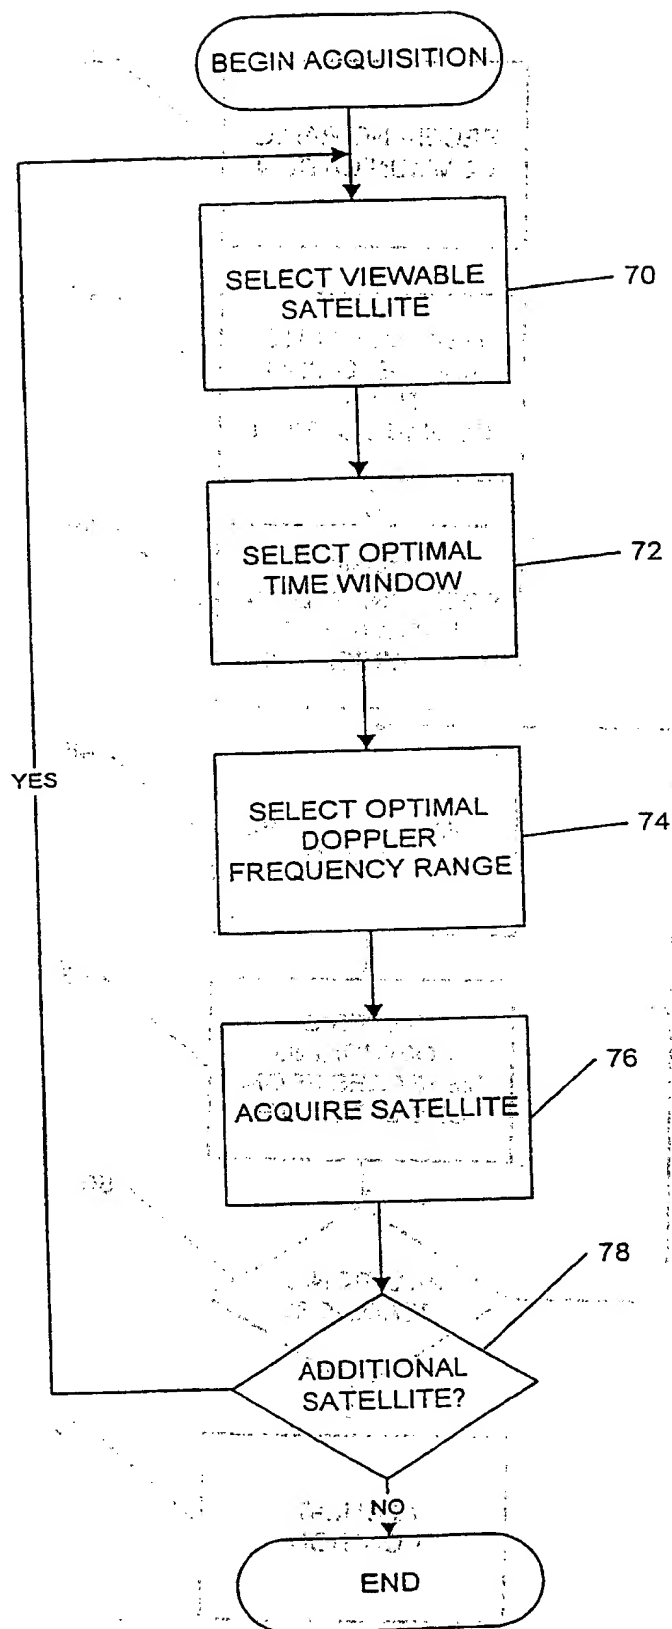 BEGIN ACQUISITION
SELECT VIEWABLE
SATELLITE
70
SELECT OPTIMAL
TIME WINDOW
72
YES
SELECT OPTIMAL
DOPPLER
FREQUENCY RANGE
74
ACQUIRE SATELLITE
76
78
ADDITIONAL
SATELLITE?
NO
END